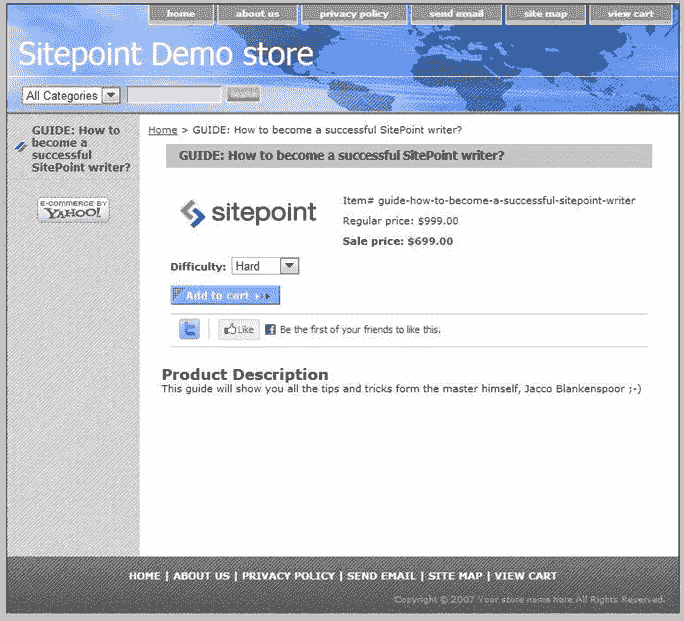 home about us privacy policy send email site map view cart
Sitepoint Demo store
All Categories
GUIDE: How to
become a
successful
SitePoint writer?
E-COMMERCE BY
YAHOO!
Home > GUIDE: How to become a successful SitePoint writer?
GUIDE: How to become a successful SitePoint writer?
sitepoint
Item# guide-how-to-become-a-successful-sitepoint-writer
Regular price: $999.00
Sale price: $699.00
Difficulty: Hard
Add to cart
Like Be the first of your friends to like this.
Product Description
This guide will show you all the tips and tricks form the master himself, Jacco Blankenspoor ;-)
HOME | ABOUT US | PRIVACY POLICY | SEND EMAIL | SITE MAP | VIEW CART
Copyright © 2007 Your store name here All Rights Reserved.